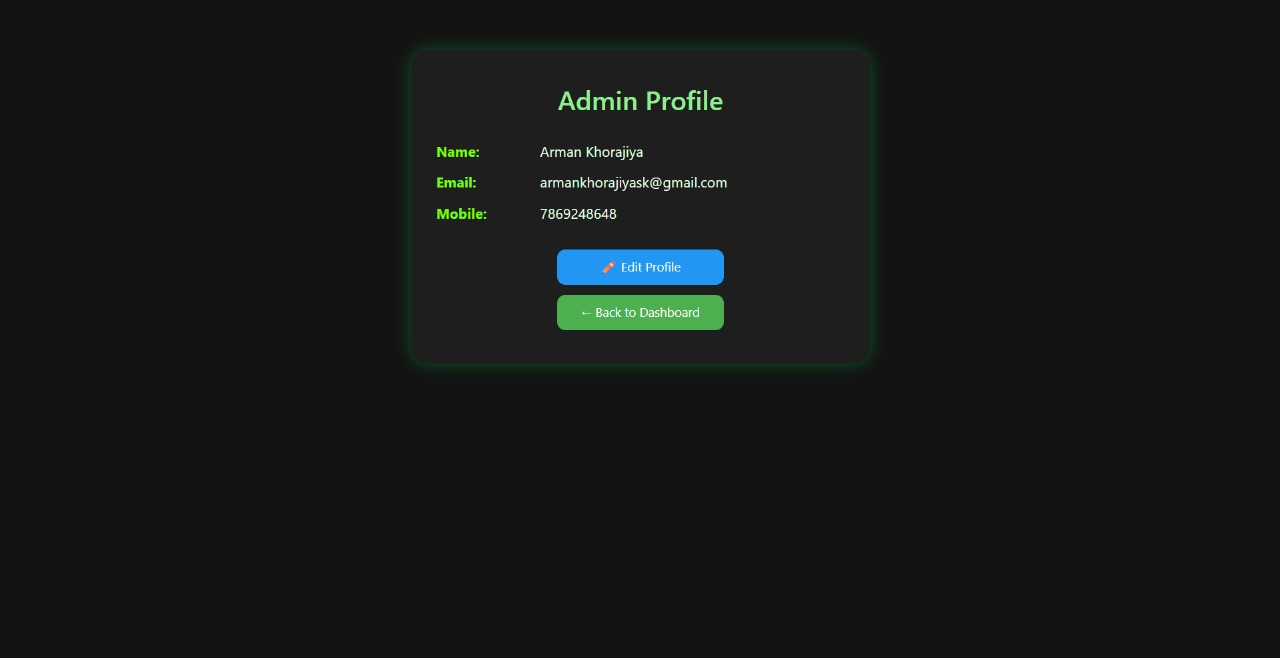 Admin Profile
Name: Arman Khorajiya
Email: armankhorajiyask@gmail.com
Mobile: 7869248648
Edit Profile
← Back to Dashboard